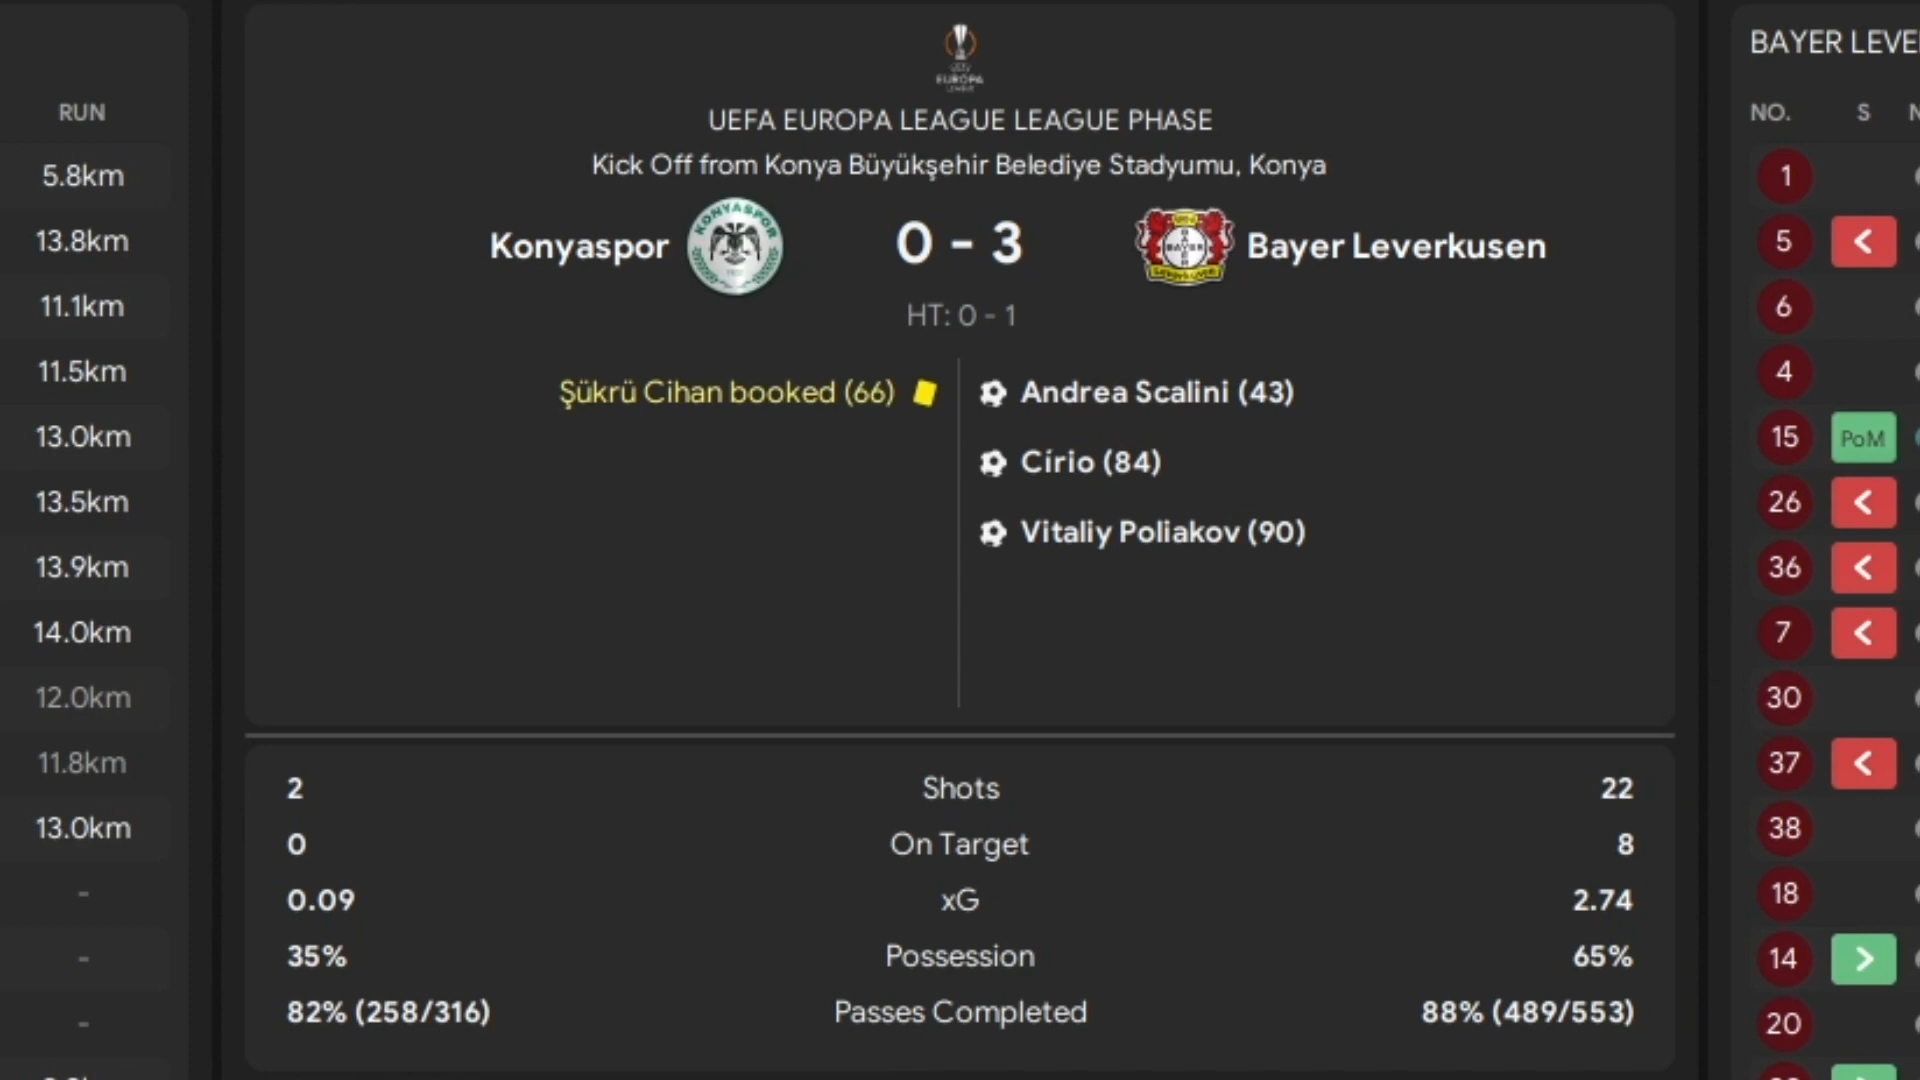 RUN
5.8km
13.8km
11.1km
11.5km
13.0km
13.5km
13.9km
14.0km
12.0km
11.8km
13.0km
-
-
-
EUROPA
LEAGUE
UEFA EUROPA LEAGUE LEAGUE PHASE
Kick Off from Konya Büyükşehir Belediye Stadyumu, Konya
Konyaspor KONYASPOR 0 - 3 BAYER Leverkusen Bayer Leverkusen
HT: 0 - 1
Şükrü Cihan booked (66)
Andrea Scalini (43)
Círio (84)
Vitaliy Poliakov (90)
2 Shots 22
0 On Target 8
0.09 xG 2.74
35% Possession 65%
82% (258/316) Passes Completed 88% (489/553)
BAYER LEVE
NO. S
1
5 <
6
4
15 PoM
26 <
36 <
7 <
30
37 <
38
18
14 >
20